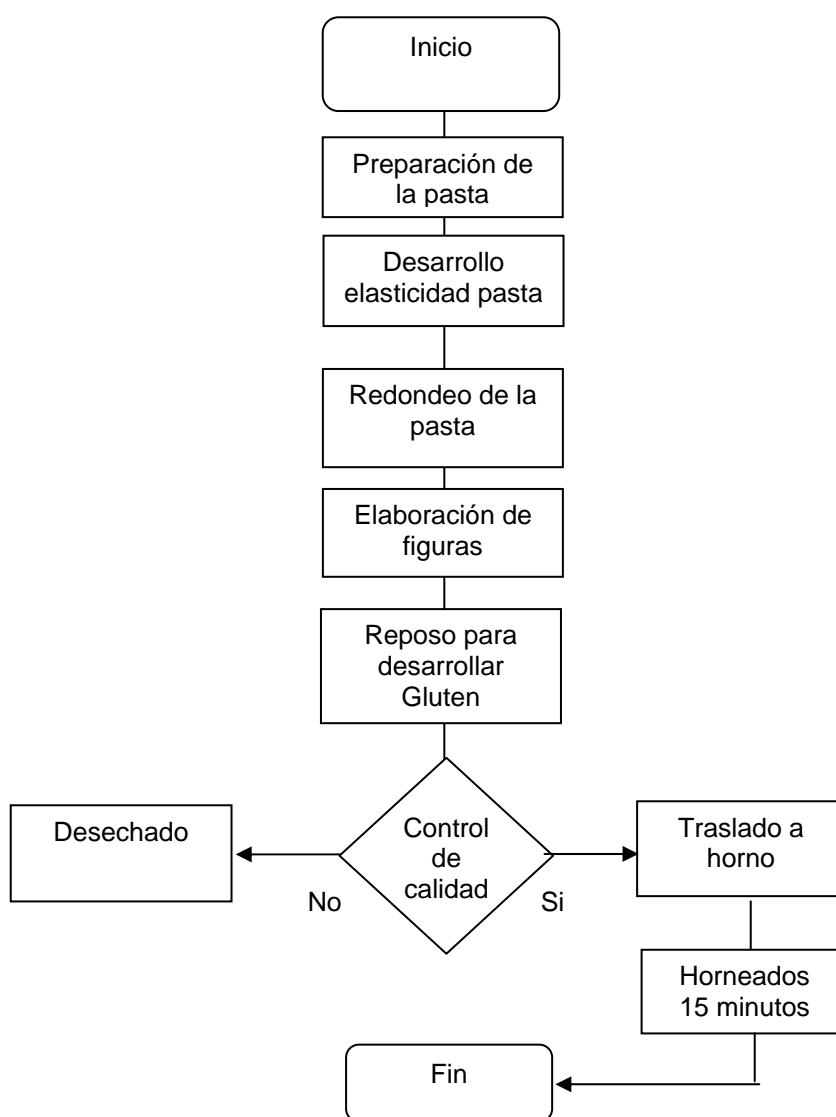 Inicio
Preparación de
la pasta
Desarrollo
elasticidad pasta
Redondeo de la
pasta
Elaboración de
figuras
Reposo para
desarrollar
Gluten
Desechado
Control
de
calidad
Traslado a
horno
No
Si
Horneados
15 minutos
Fin